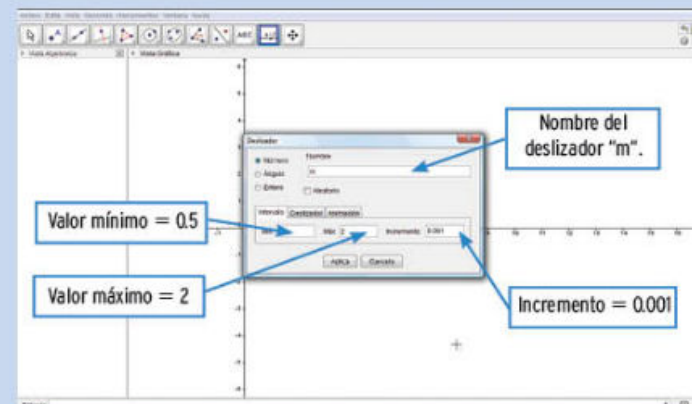 ABC
Vista Algebraica
Vista Gráfica
Deslizador
Número
Nombre
Ángulo
m
Entero
Aleatorio
Intervalo Deslizador Animación
Máx 2 Incremento 0.001
Aplica Cancela
Nombre del
deslizador "m".
Valor mínimo = 0.5
Valor máximo = 2
Incremento = 0.001